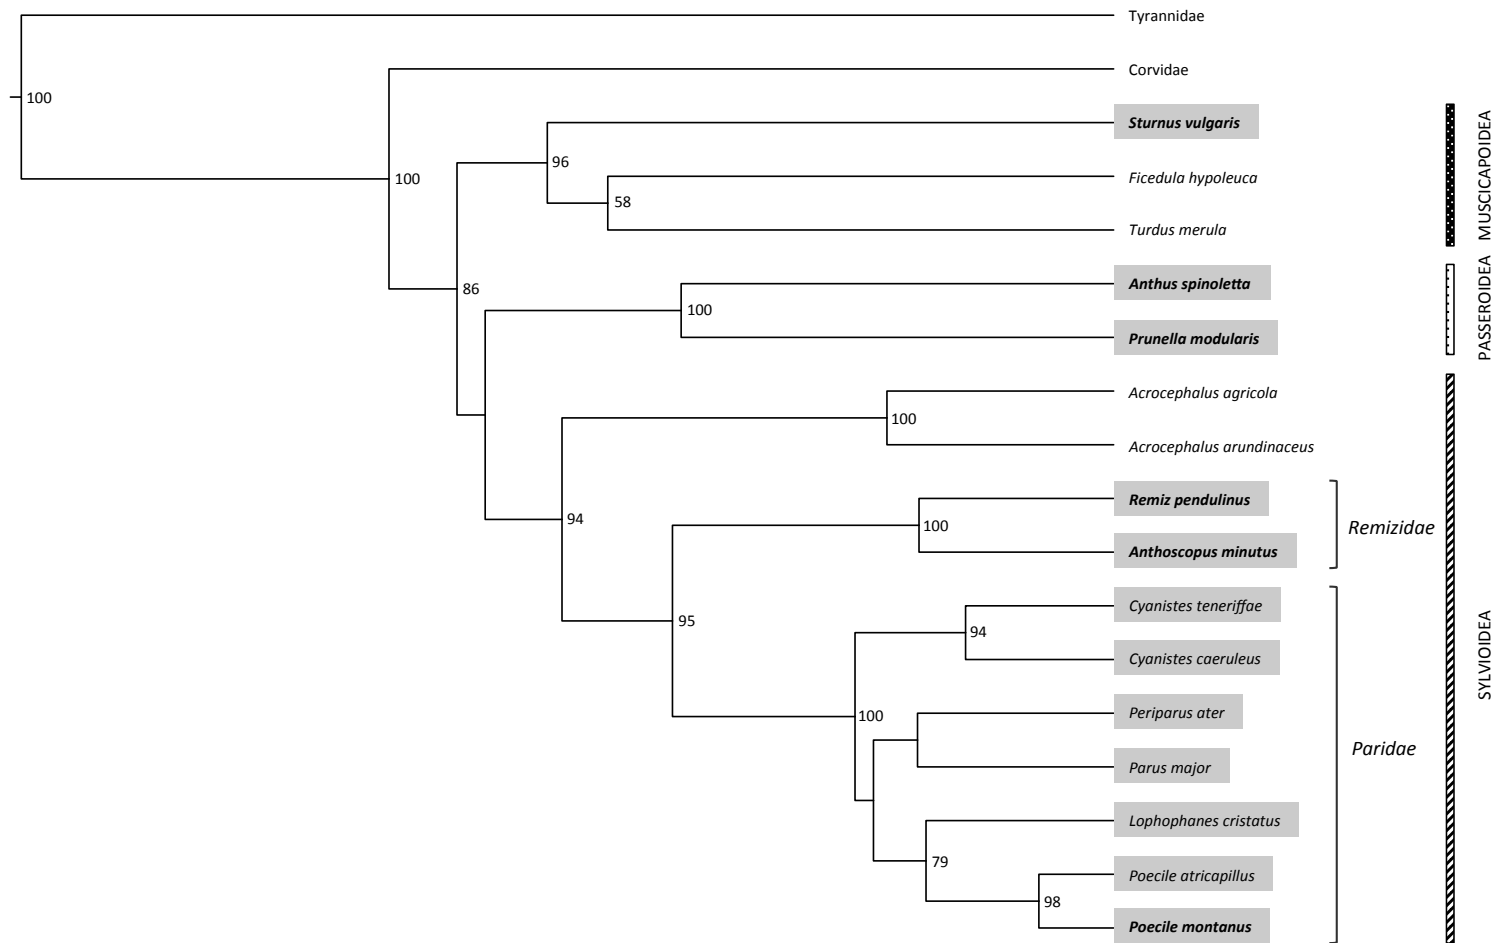 Tyrannidae
Corvidae
100
Sturnus vulgaris
96
Ficedula hypoleuca
100
58
Turdus merula
MUSCICAPOIDEA
86
Anthus spinoletta
100
Prunella modularis
PASSEROIDEA
Acrocephalus agricola
100
Acrocephalus arundinaceus
Remiz pendulinus
94
100
Remizidae
Anthoscopus minutus
Cyanistes teneriffae
95
94
Cyanistes caeruleus
SYLVIOIDEA
Periparus ater
100
Paridae
Parus major
Lophophanes cristatus
79
Poecile atricapillus
98
Poecile montanus